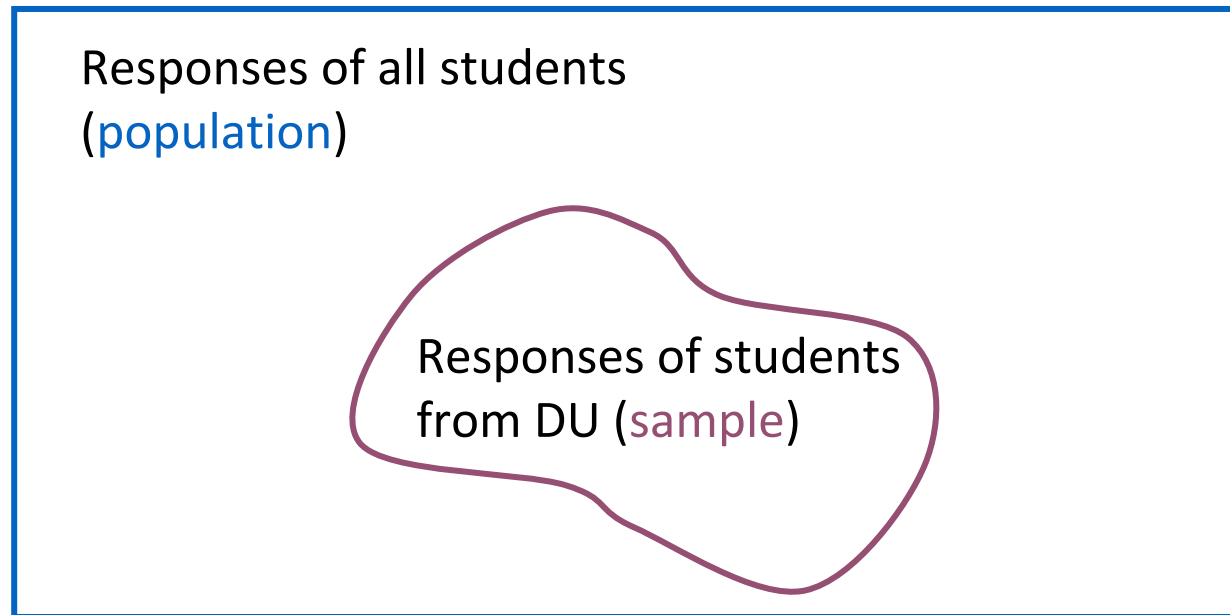 Responses of all students
(population)
Responses of students
from DU (sample)